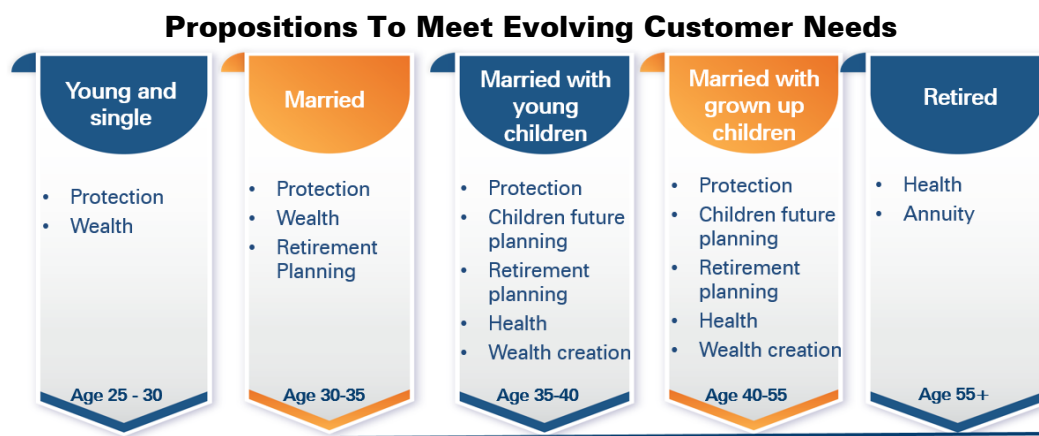 Propositions To Meet Evolving Customer Needs
Young and
single
• Protection
• Wealth
Age 25 - 30
Married
• Protection
• Wealth
• Retirement
Planning
Age 30-35
Married with
young
children
• Protection
• Children future
planning
• Retirement
planning
• Health
• Wealth creation
Age 35-40
Married with
grown up
children
• Protection
• Children future
planning
• Retirement
planning
• Health
• Wealth creation
Age 40-55
Retired
• Health
• Annuity
Age 55+